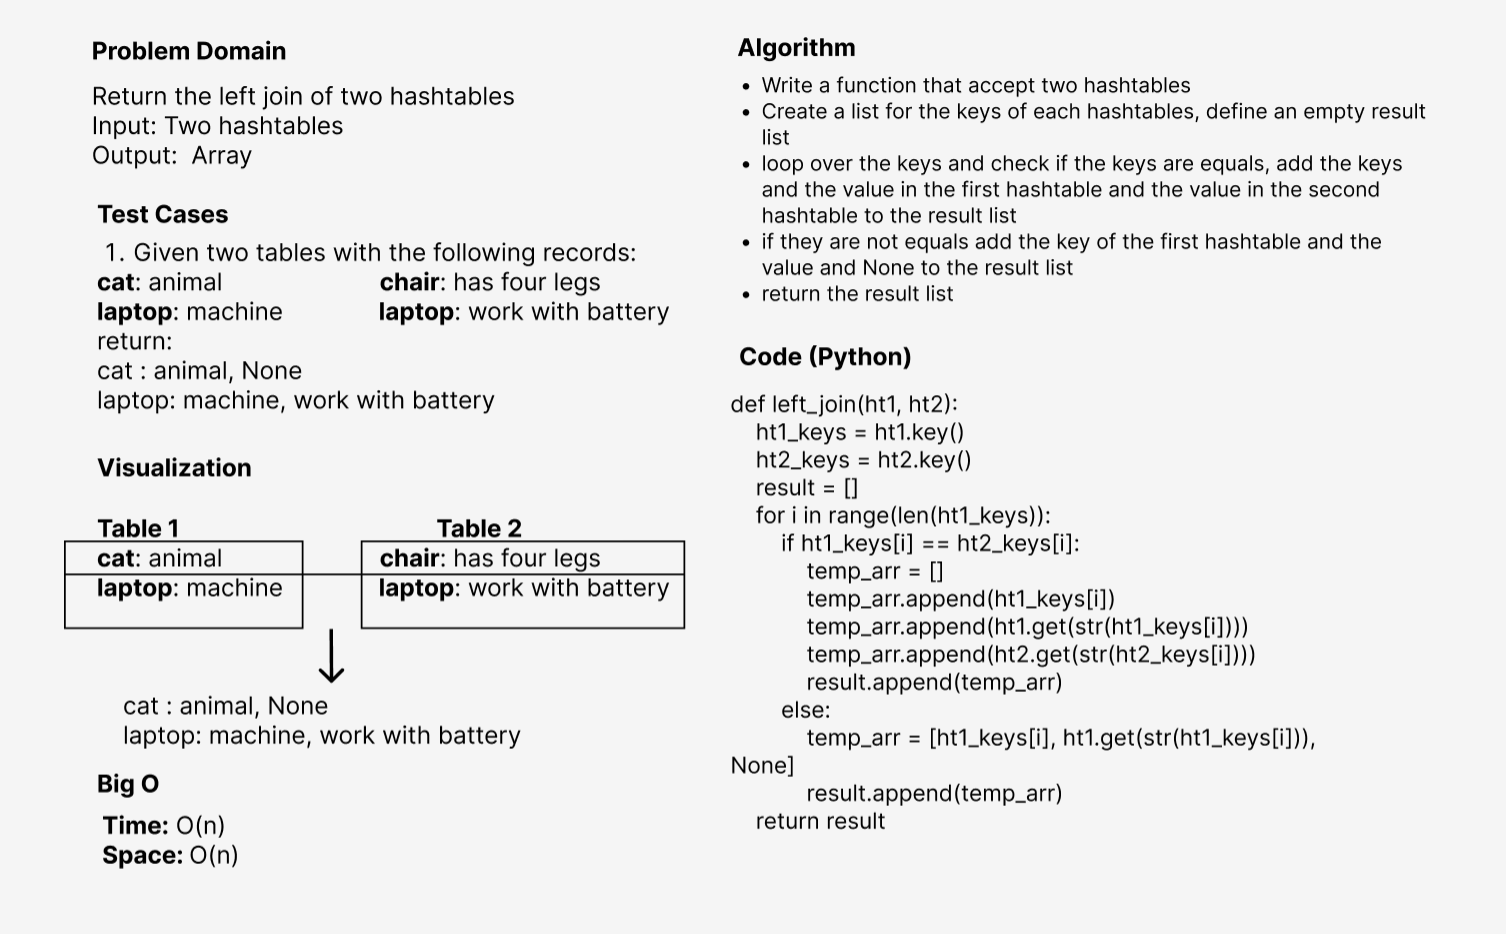 Problem Domain
Return the left join of two hashtables
Input: Two hashtables
Output:  Array
Test Cases
1. Given two tables with the following records:
cat: animal chair: has four legs
laptop: machine laptop: work with battery
return:
cat : animal, None
laptop: machine, work with battery
Visualization
Table 1 Table 2
cat: animal chair: has four legs
laptop: machine laptop: work with battery
cat : animal, None
laptop: machine, work with battery
Big O
Time: O(n)
Space: O(n)
Algorithm
• Write a function that accept two hashtables
• Create a list for the keys of each hashtables, define an empty result
list
• loop over the keys and check if the keys are equals, add the keys
and the value in the first hashtable and the value in the second
hashtable to the result list
• if they are not equals add the key of the first hashtable and the
value and None to the result list
• return the result list
Code (Python)
def left_join(ht1, ht2):
    ht1_keys = ht1.key()
    ht2_keys = ht2.key()
    result = []
    for i in range(len(ht1_keys)):
        if ht1_keys[i] == ht2_keys[i]:
            temp_arr = []
            temp_arr.append(ht1_keys[i])
            temp_arr.append(ht1.get(str(ht1_keys[i])))
            temp_arr.append(ht2.get(str(ht2_keys[i])))
            result.append(temp_arr)
        else:
            temp_arr = [ht1_keys[i], ht1.get(str(ht1_keys[i])),
None]
            result.append(temp_arr)
    return result